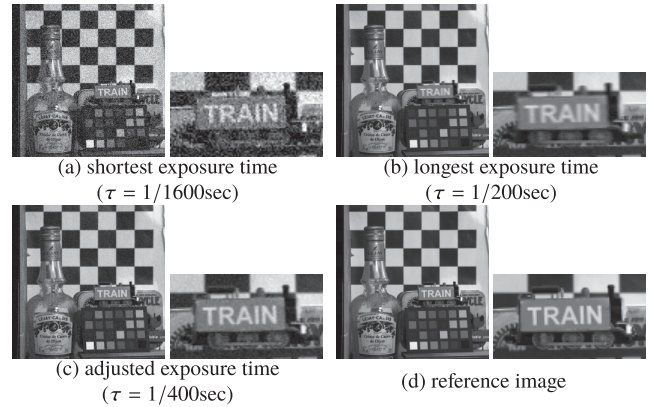 TRAIN
TRAIN
(a) shortest exposure time
(τ = 1/1600sec)
TRAIN
TRAIN
(b) longest exposure time
(τ = 1/200sec)
TRAIN
TRAIN
(c) adjusted exposure time
(τ = 1/400sec)
TRAIN
TRAIN
(d) reference image